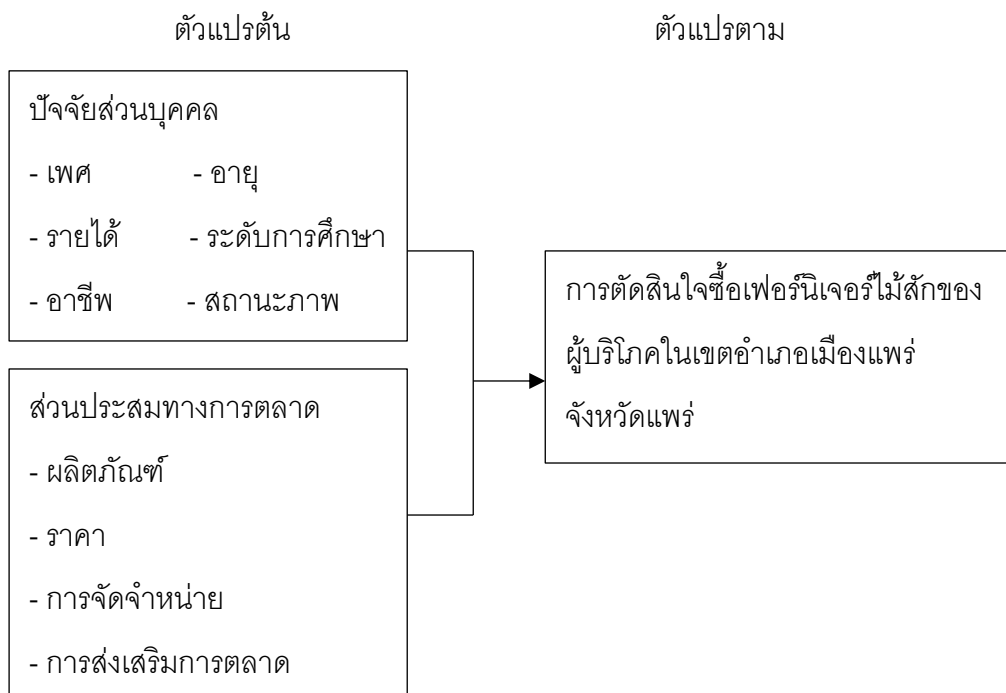 ตัวแปรต้น ตัวแปรตาม
ปัจจัยส่วนบุคคล
- เพศ - อายุ
- รายได้ - ระดับการศึกษา
- อาชีพ - สถานะภาพ
ส่วนประสมทางการตลาด
- ผลิตภัณฑ์
- ราคา
- การจัดจำหน่าย
- การส่งเสริมการตลาด
การตัดสินใจซื้อเฟอร์นิเจอร์ไม้สักของ
ผู้บริโภคในเขตอำเภอเมืองแพร่
จังหวัดแพร่